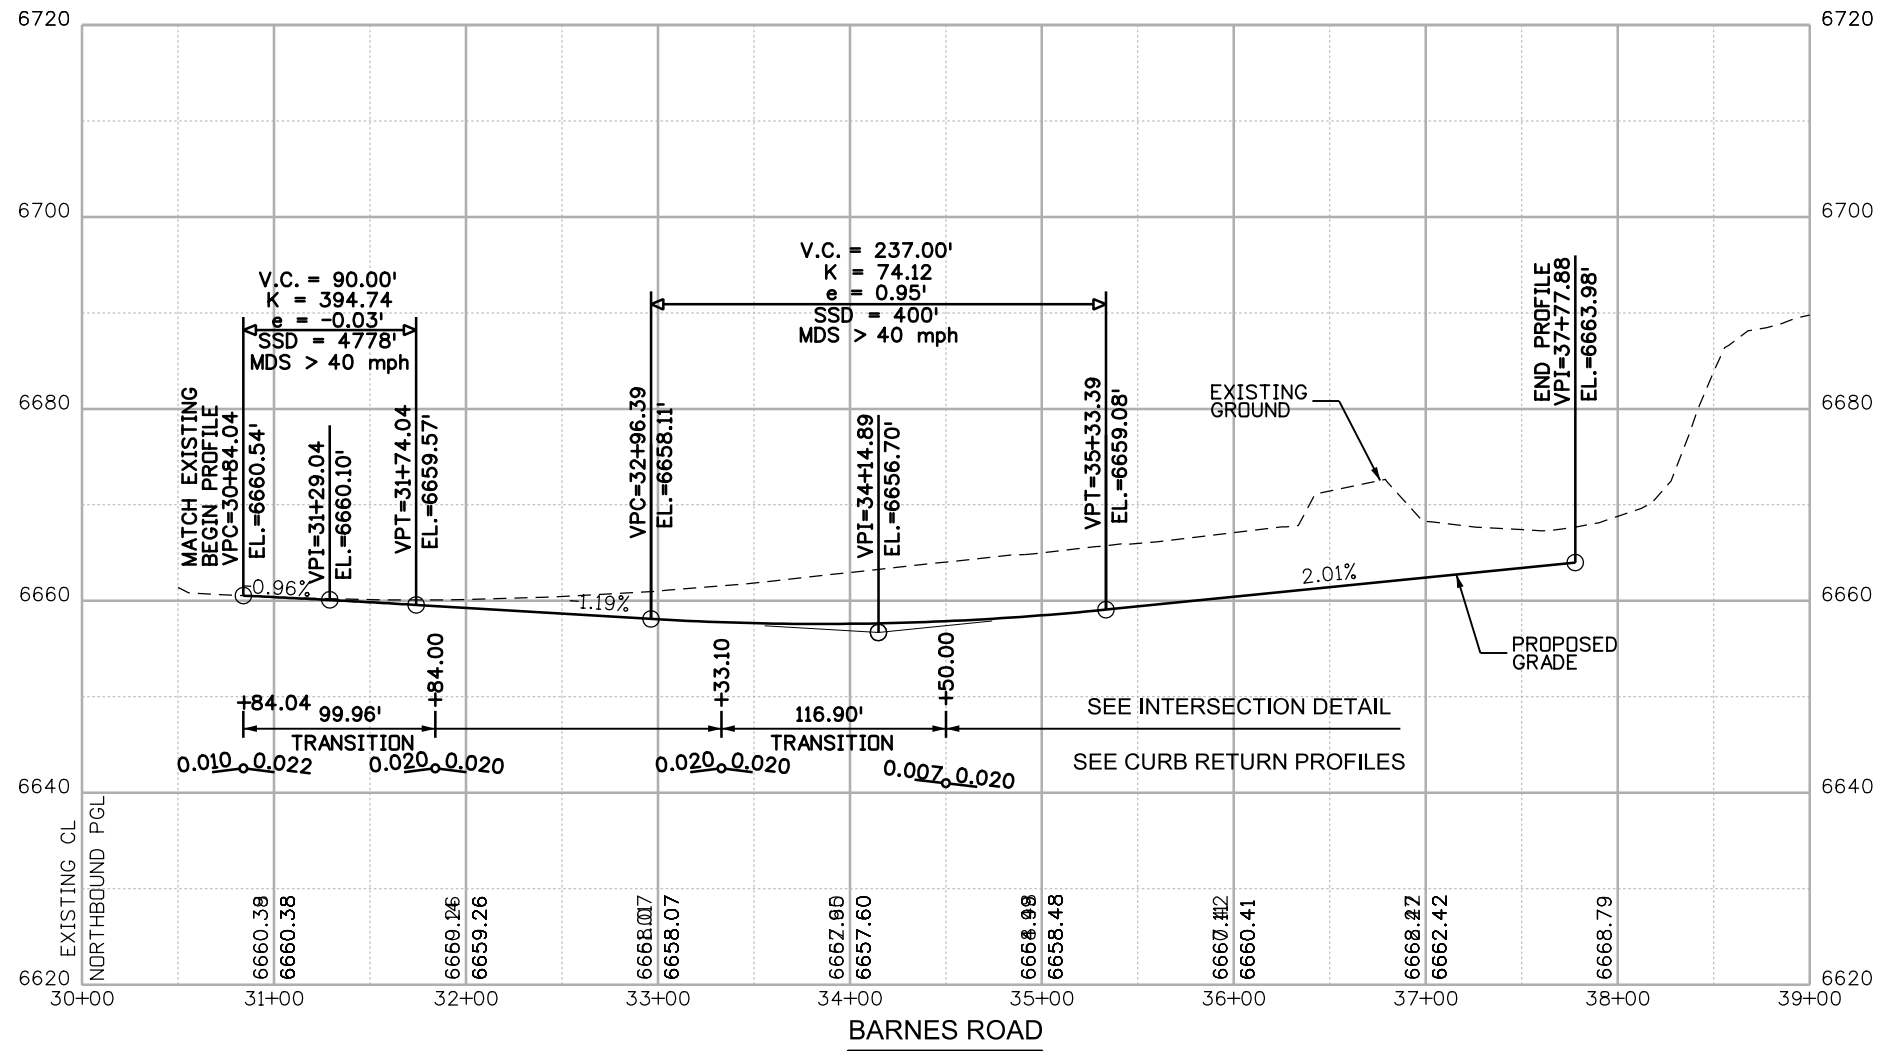 6720
6720
6710
V.C. = 90.00'
K = 394.74
e = -0.03'
SSD = 4778'
MDS > 40 mph
V.C. = 237.00'
K = 74.12
e = 0.95'
SSD = 400'
MDS > 40 mph
6700
6700
6680
6680
6660
6660
6640
6640
6620
6620
MATCH EXISTING
BEGIN PROFILE
VPC=30+84.04
EL.=6660.54'
VPI=31+29.04
EL.=6660.10'
VPT=31+74.04
EL.=6659.57'
VPC=32+96.39
EL.=6658.11'
VPI=34+14.89
EL.=6656.70'
VPT=35+33.39
EL.=6659.08'
END PROFILE
VPI=37+77.88
EL.=6663.98'
EXISTING
GROUND
-0.96%
-1.19%
2.01%
PROPOSED
GRADE
+84.04
+84.00
+33.10
+50.00
99.96'
TRANSITION
116.90'
TRANSITION
SEE INTERSECTION DETAIL
SEE CURB RETURN PROFILES
0.010 0.022
0.020 0.020
0.020 0.020
0.007 0.020
EXISTING CL
NORTHBOUND PGL
6660.38
6659.26
6658.07
6657.60
6658.48
6660.41
6662.42
6668.79
30+00 31+00 32+00 33+00 34+00 35+00 36+00 37+00 38+00 39+00
BARNES ROAD